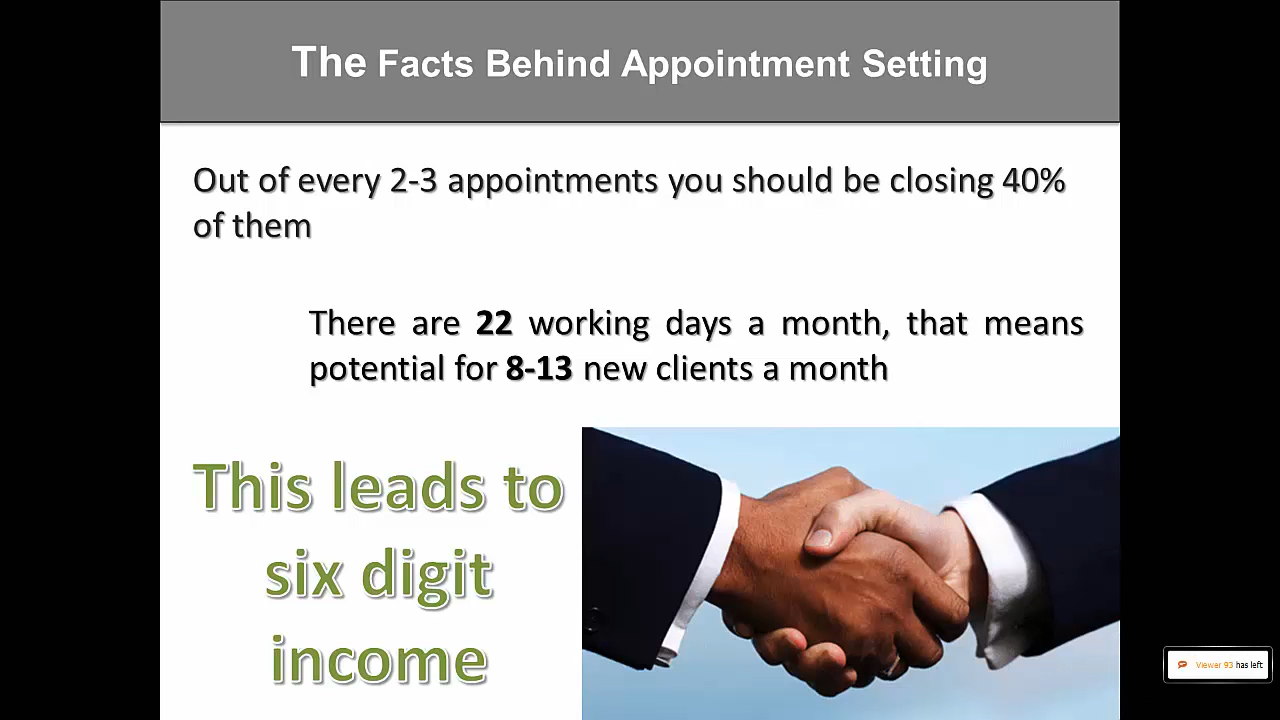 The Facts Behind Appointment Setting
Out of every 2-3 appointments you should be closing 40%
of them
There are 22 working days a month, that means
potential for 8-13 new clients a month
This leads to
six digit
income
Viewer 93 has left